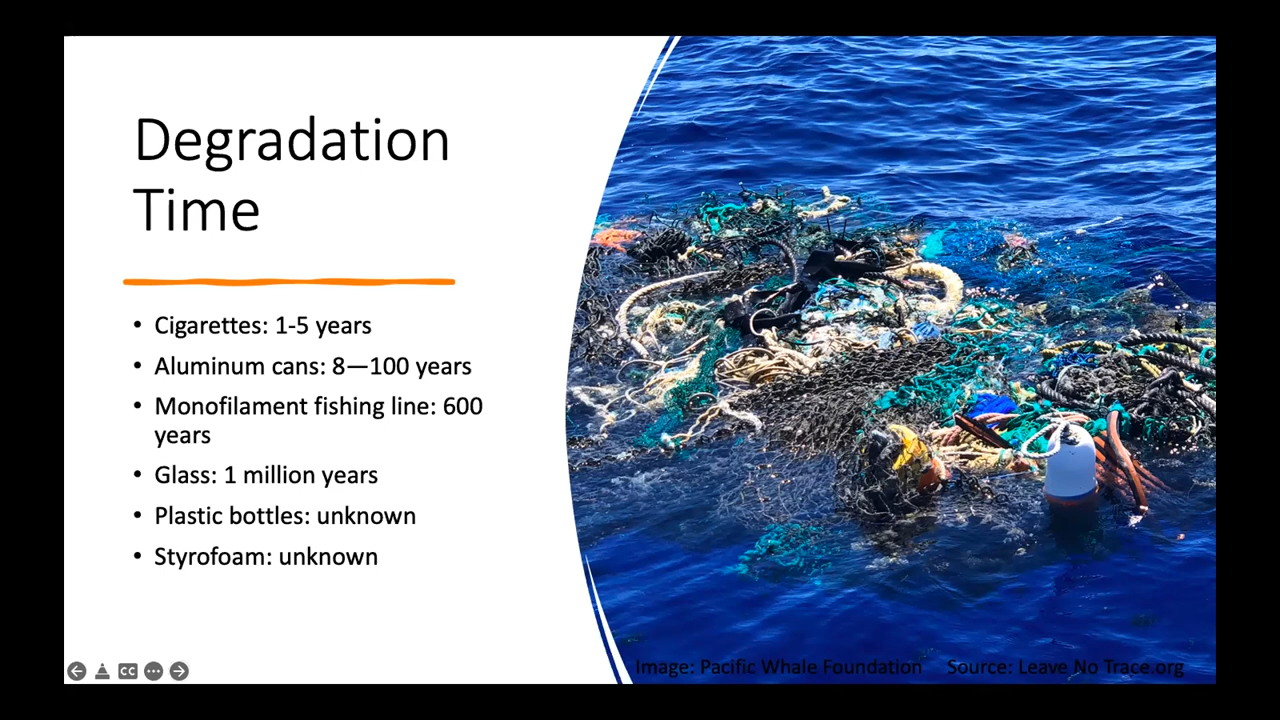 Degradation
Time
• Cigarettes: 1-5 years
• Aluminum cans: 8—100 years
• Monofilament fishing line: 600
years
• Glass: 1 million years
• Plastic bottles: unknown
• Styrofoam: unknown
CC
Image: Pacific Whale Foundation Source: Leave No Trace.org